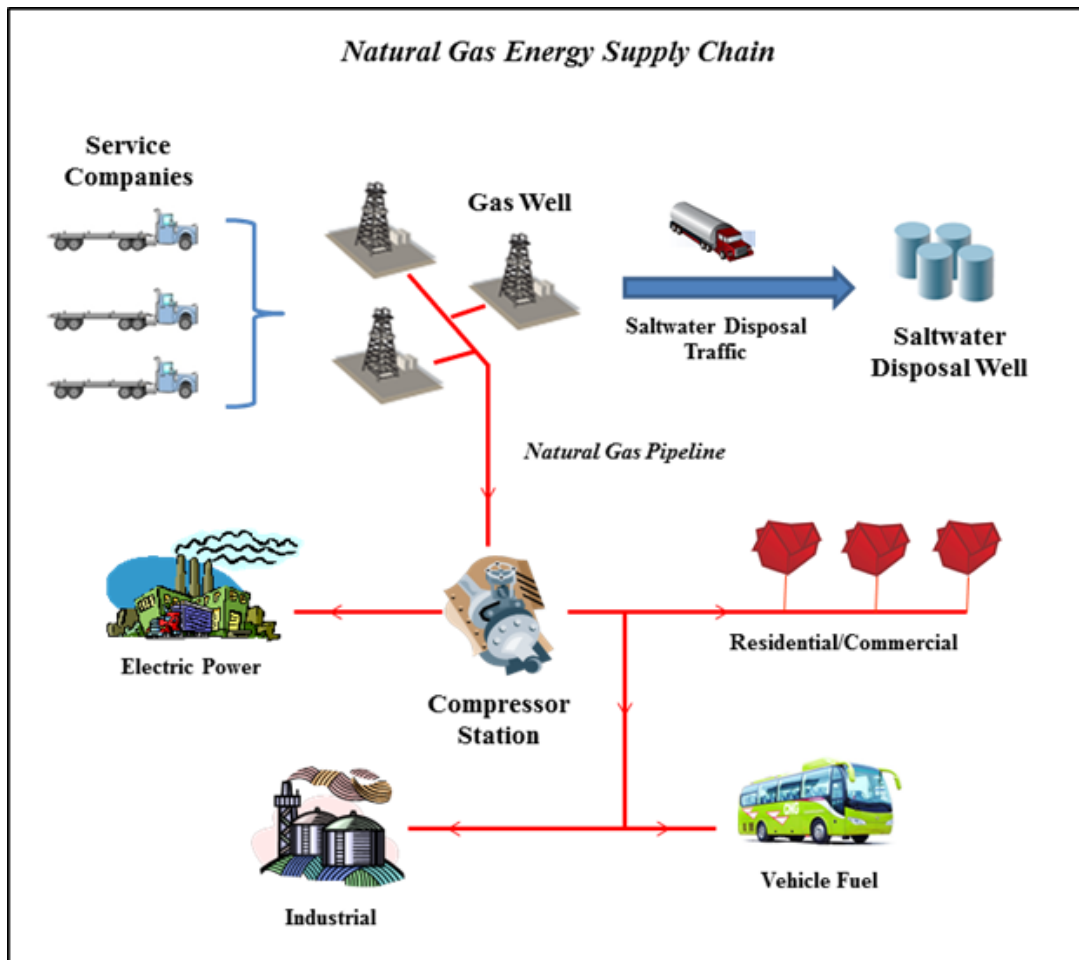 Natural Gas Energy Supply Chain
Service
Companies
Gas Well
Saltwater Disposal
Traffic
Saltwater
Disposal Well
Natural Gas Pipeline
Electric Power
Compressor
Station
Residential/Commercial
Industrial
CNG
Vehicle Fuel